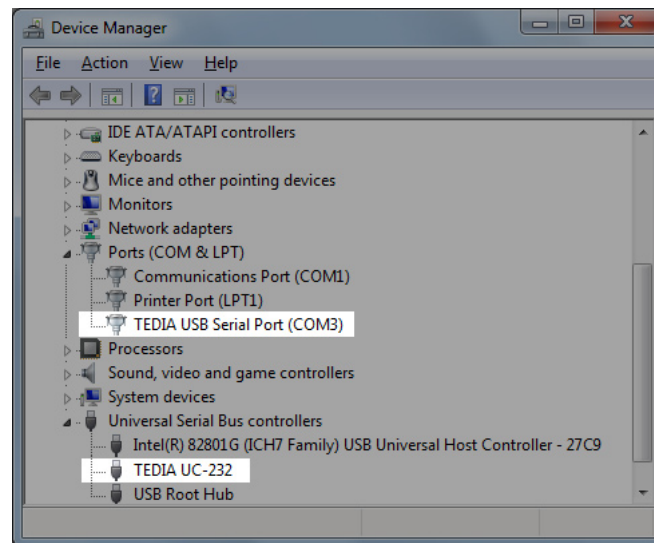 Device Manager
File Action View Help
IDE ATA/ATAPI controllers
Keyboards
Mice and other pointing devices
Monitors
Network adapters
Ports (COM & LPT)
Communications Port (COM1)
Printer Port (LPT1)
TEDIA USB Serial Port (COM3)
Processors
Sound, video and game controllers
System devices
Universal Serial Bus controllers
Intel(R) 82801G (ICH7 Family) USB Universal Host Controller - 27C9
TEDIA UC-232
USB Root Hub